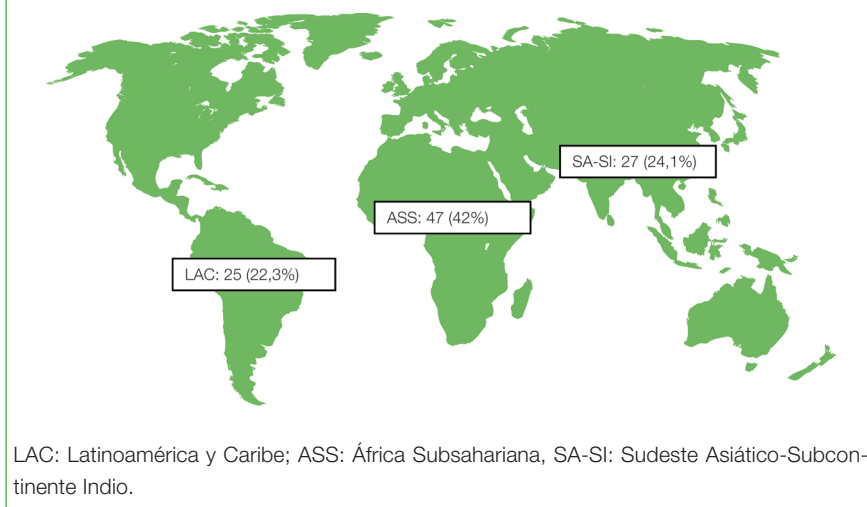 SA-SI: 27 (24,1%)
ASS: 47 (42%)
LAC: 25 (22,3%)
LAC: Latinoamérica y Caribe; ASS: África Subsahariana, SA-SI: Sudeste Asiático-Subcon-
tinente Indio.